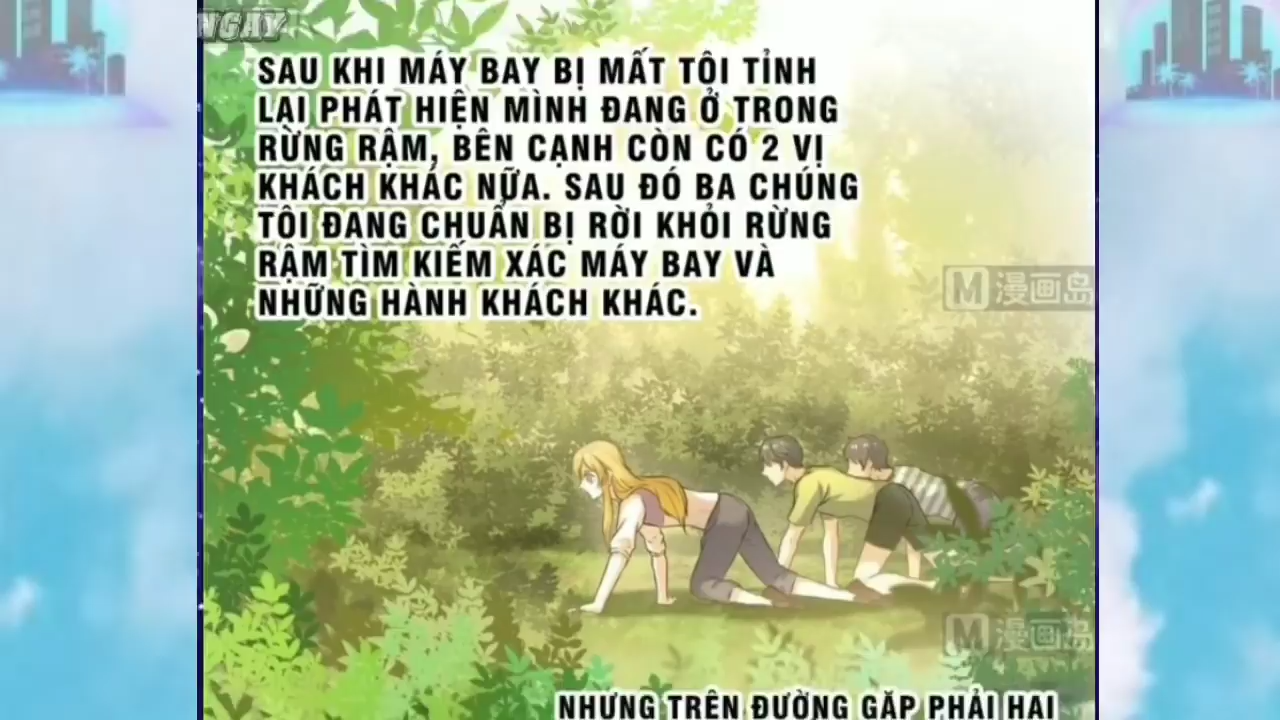 NGAY
SAU KHI MÁY BAY BỊ MẤT TÔI TỈNH
LẠI PHÁT HIỆN MÌNH ĐANG Ở TRONG
RỪNG RẬM, BÊN CẠNH CÒN CÓ 2 VỊ
KHÁCH KHÁC NỮA. SAU ĐÓ BA CHÚNG
TÔI ĐANG CHUẨN BỊ RỜI KHỎI RỪNG
RẬM TÌM KIẾM XÁC MÁY BAY VÀ
NHỮNG HÀNH KHÁCH KHÁC.
M 漫画岛
M 漫画岛
NHƯNG TRÊN ĐƯỜNG GẶP PHẢI HAI